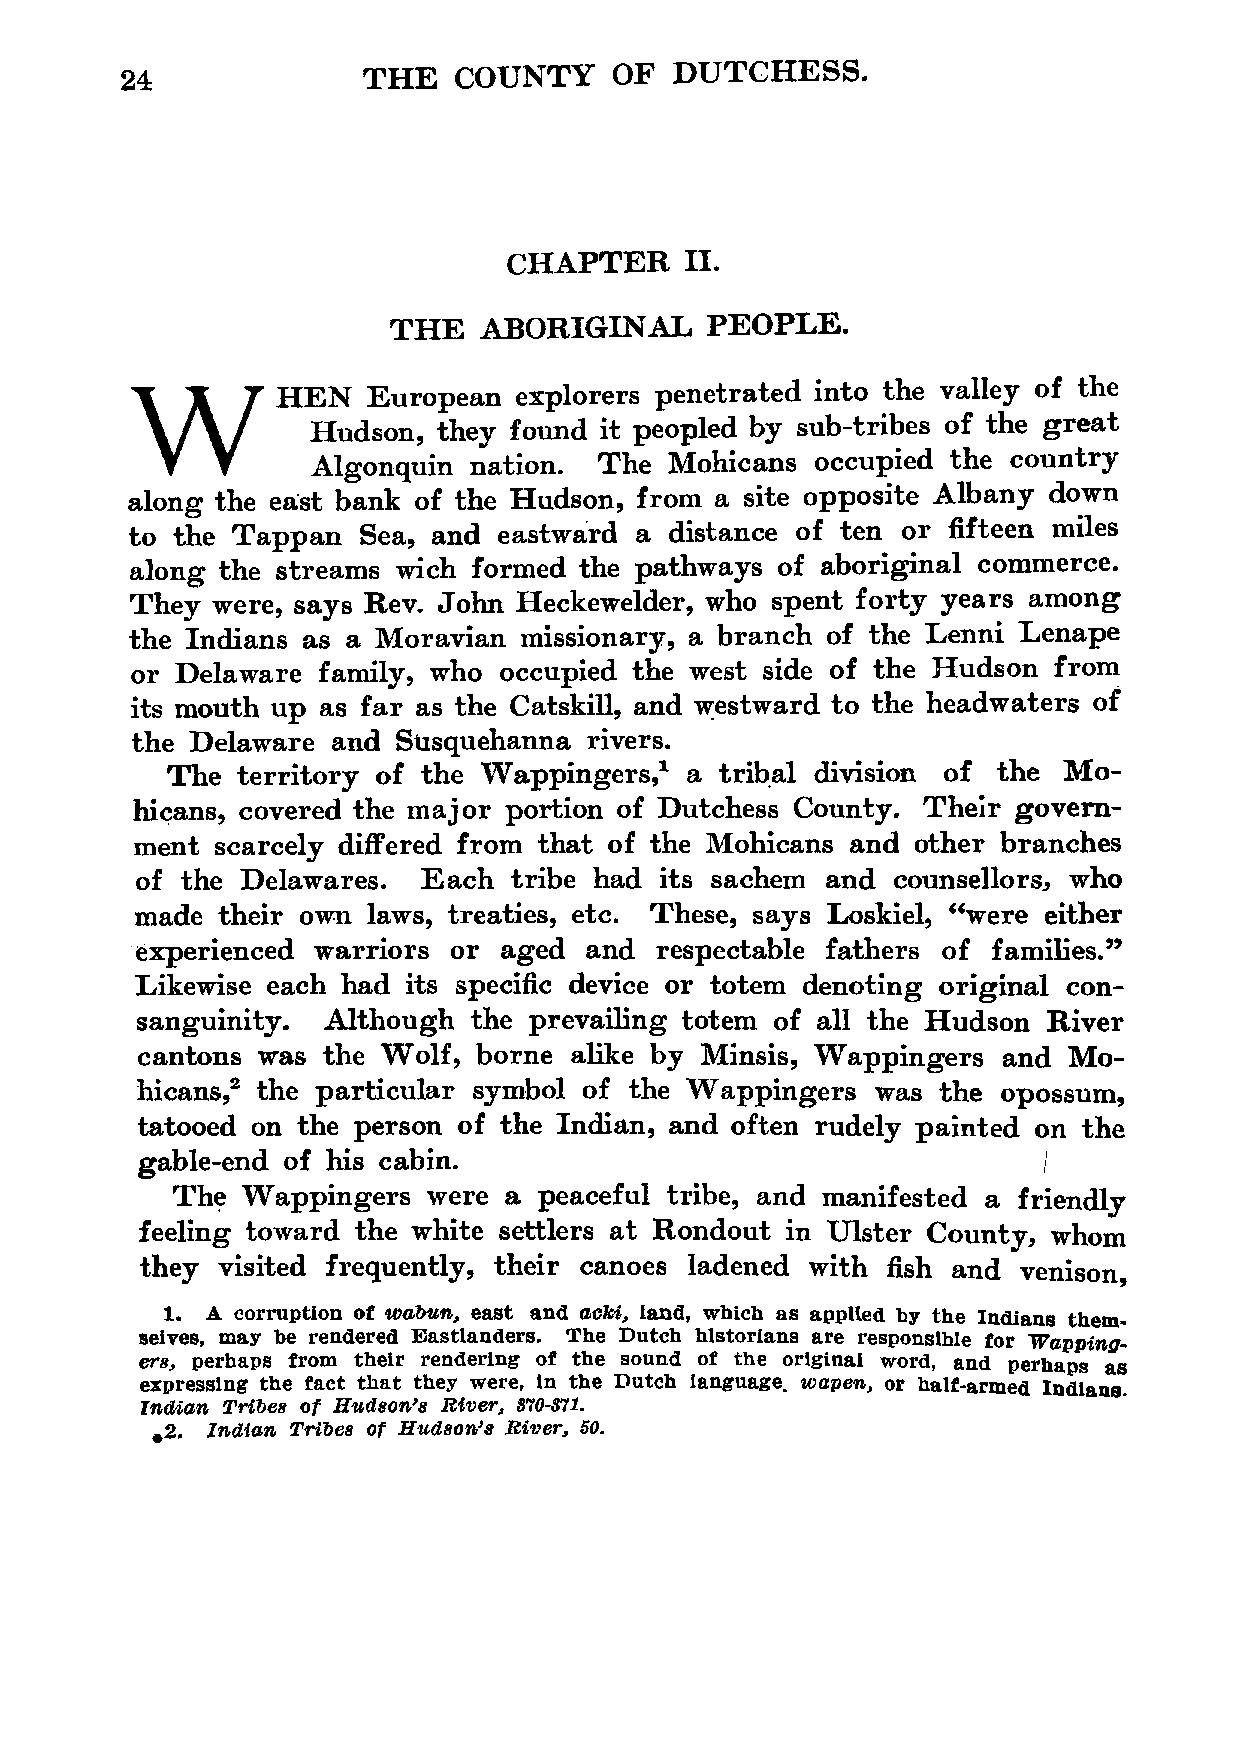 24 THE COUNTY OF DUTCHESS.
CHAPTER II.
THE ABORIGINAL PEOPLE.
WHEN European explorers penetrated into the valley of the
Hudson, they found it peopled by sub-tribes of the great
Algonquin nation. The Mohicans occupied the country
along the east bank of the Hudson, from a site opposite Albany down
to the Tappan Sea, and eastward a distance of ten or fifteen miles
along the streams wich formed the pathways of aboriginal commerce.
They were, says Rev. John Heckewelder, who spent forty years among
the Indians as a Moravian missionary, a branch of the Lenni Lenape
or Delaware family, who occupied the west side of the Hudson from
its mouth up as far as the Catskill, and westward to the headwaters of
the Delaware and Susquehanna rivers.
The territory of the Wappingers,¹ a tribal division of the Mo-
hicans, covered the major portion of Dutchess County. Their govern-
ment scarcely differed from that of the Mohicans and other branches
of the Delawares. Each tribe had its sachem and counsellors, who
made their own laws, treaties, etc. These, says Loskiel, “were either
experienced warriors or aged and respectable fathers of families.”
Likewise each had its specific device or totem denoting original con-
sanguinity. Although the prevailing totem of all the Hudson River
cantons was the Wolf, borne alike by Minsis, Wappingers and Mo-
hicans,² the particular symbol of the Wappingers was the opossum,
tatooed on the person of the Indian, and often rudely painted on the
gable-end of his cabin.
The Wappingers were a peaceful tribe, and manifested a friendly
feeling toward the white settlers at Rondout in Ulster County, whom
they visited frequently, their canoes ladened with fish and venison,
1. A corruption of wabun, east and acki, land, which as applied by the Indians them-
selves, may be rendered Eastlanders. The Dutch historians are responsible for Wapping-
ers, perhaps from their rendering of the sound of the original word, and perhaps as
expressing the fact that they were, in the Dutch language. wapen, or half-armed Indians.
Indian Tribes of Hudson's River, 370-371.
2. Indian Tribes of Hudson's River, 50.